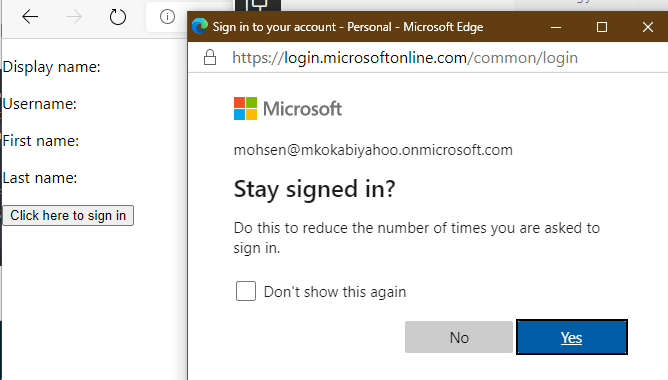 Sign in to your account - Personal - Microsoft Edge
https://login.microsoftonline.com/common/login
Display name:
Username:
First name:
Last name:
Click here to sign in
Microsoft
mohsen@mkokabiyahoo.onmicrosoft.com
Stay signed in?
Do this to reduce the number of times you are asked to
sign in.
Don't show this again
No
Yes